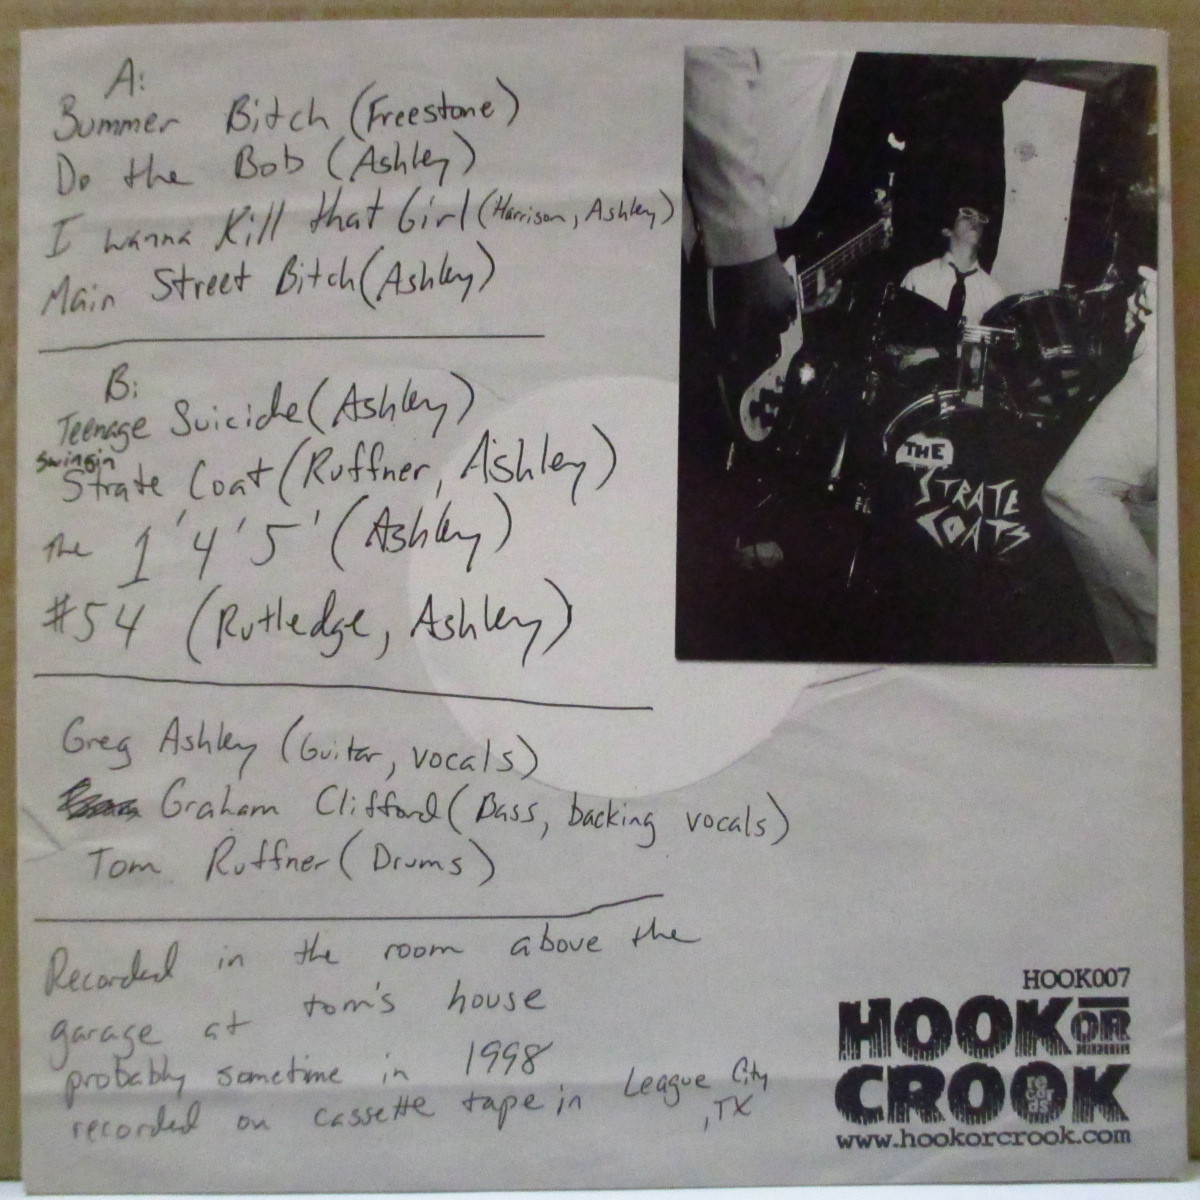 A:
Bummer Bitch (Freestone)
Do the Bob (Ashley)
I wanna Kill that Girl (Harrison, Ashley)
Main Street Bitch (Ashley)
B:
Teenage Suicide (Ashley)
swingin
Strate Coat (Ruffner, Ashley)
The 1'4'5' (Ashley)
#54 (Rutledge, Ashley)
Greg Ashley (Guitar, vocals)
Graham Clifford (Bass, backing vocals)
Tom Ruffner (Drums)
Recorded in the room above the
garage at tom's house
probably sometime in 1998
recorded on cassette tape in League City
, TX
THE
STRATE
COATS
HOOK007
HOOK OR
CROOK
records
www.hookorcrook.com